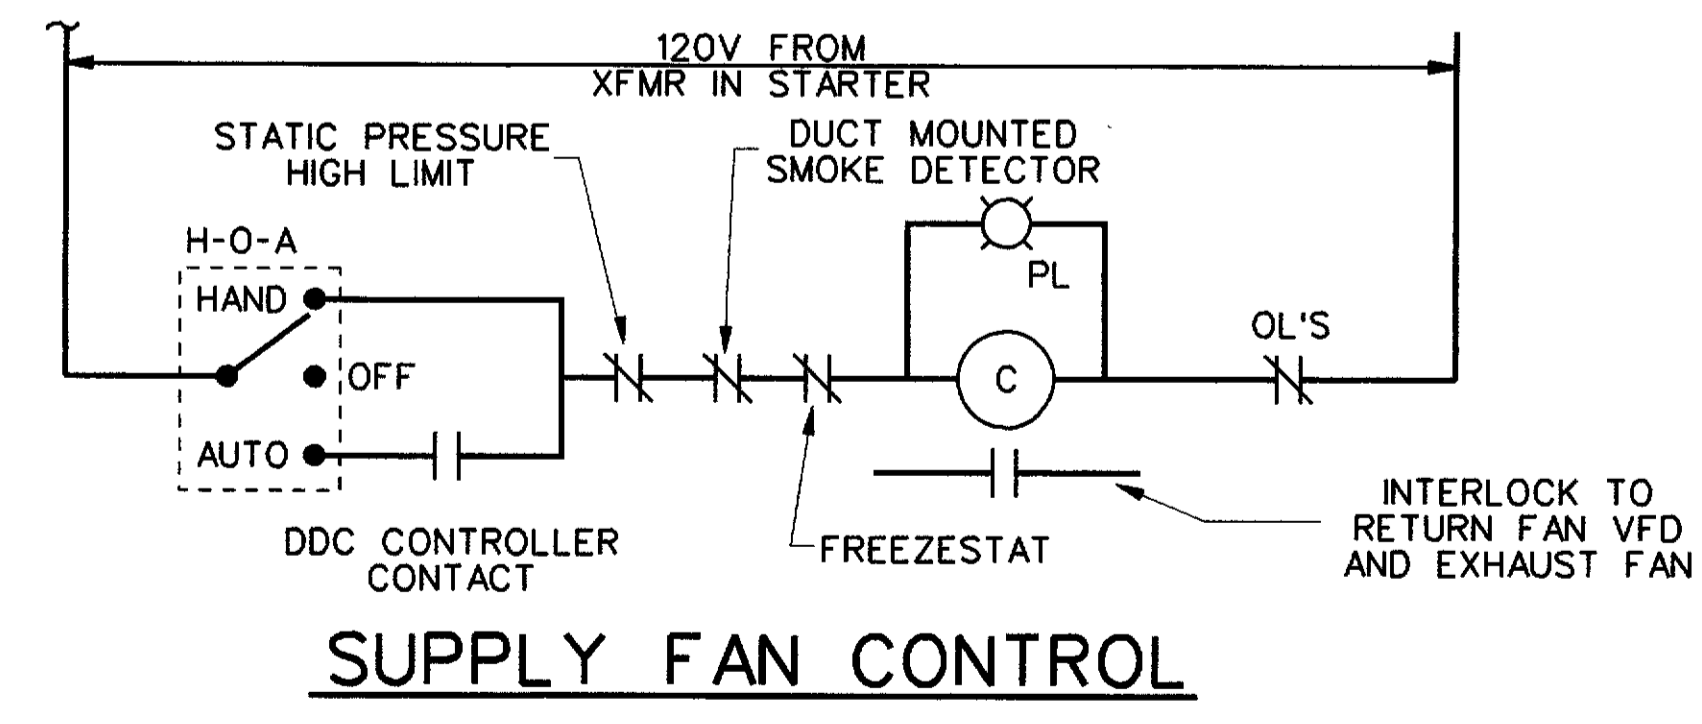 120V FROM
XFMR IN STARTER
STATIC PRESSURE
HIGH LIMIT
DUCT MOUNTED
SMOKE DETECTOR
H-O-A
HAND
OFF
AUTO
PL
C
OL'S
DDC CONTROLLER
CONTACT
FREEZESTAT
INTERLOCK TO
RETURN FAN VFD
AND EXHAUST FAN
SUPPLY FAN CONTROL